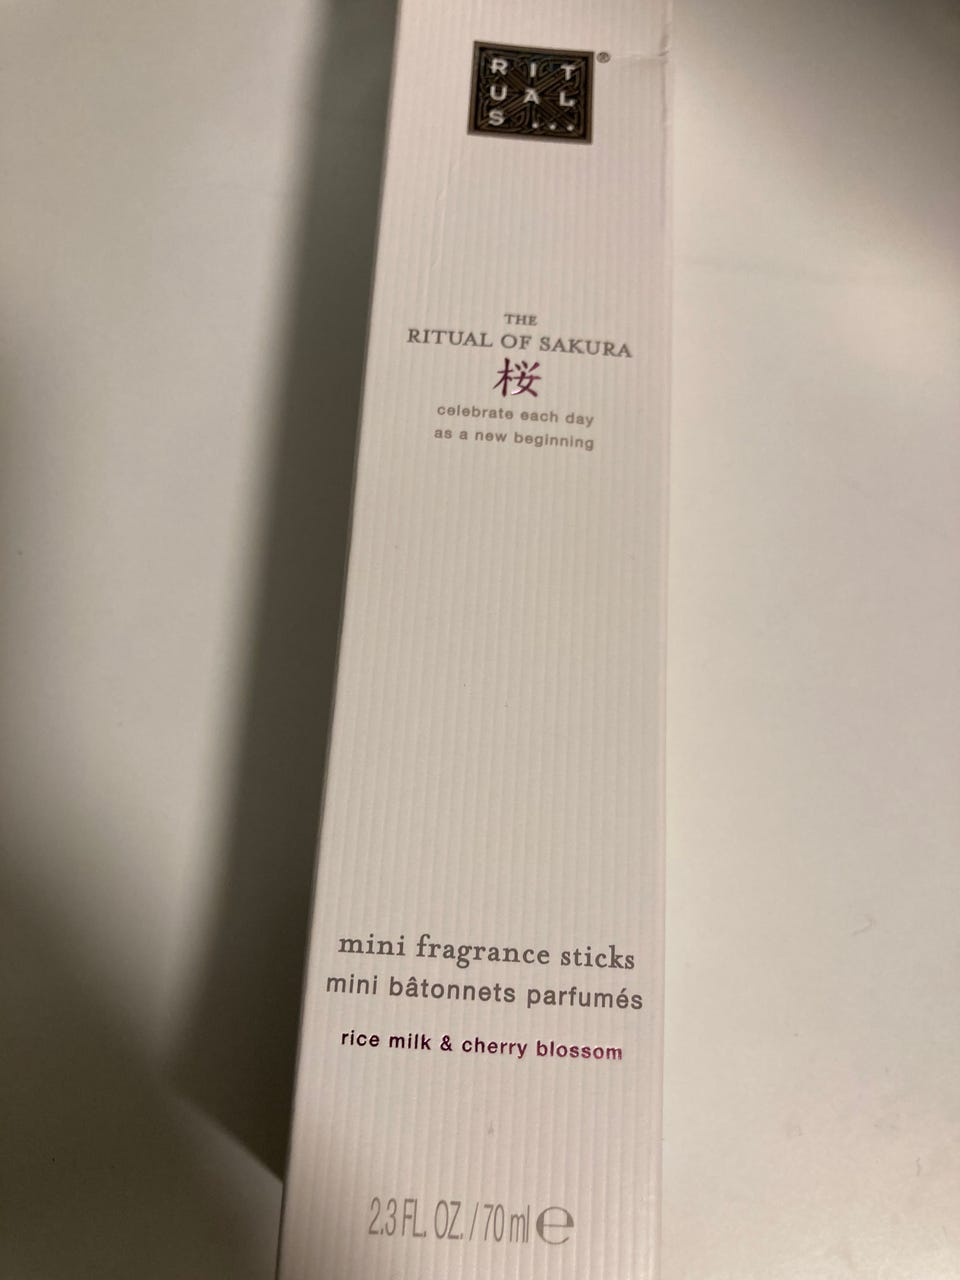 RIT
UAL
S...
®
THE
RITUAL OF SAKURA
桜
celebrate each day
as a new beginning
mini fragrance sticks
mini bâtonnets parfumés
rice milk & cherry blossom
2.3 FL. OZ. / 70 ml ℮